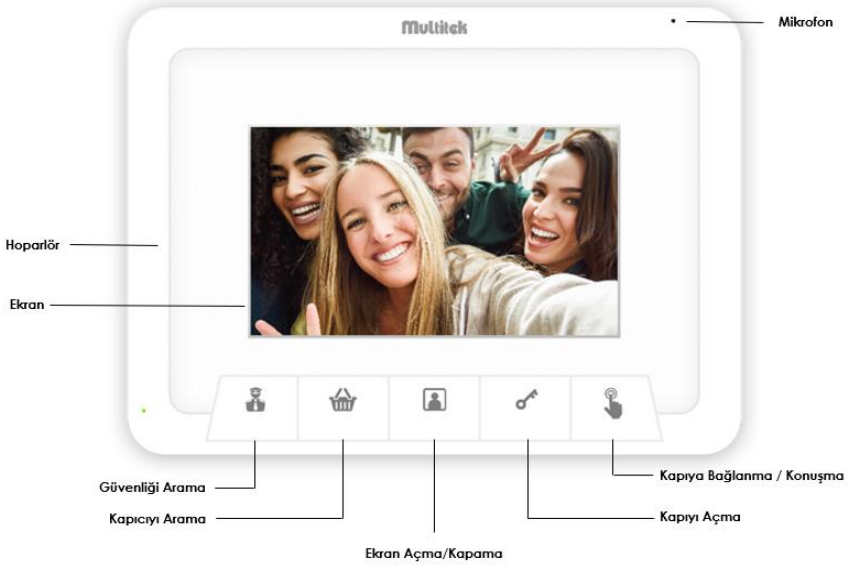 Multitek
Mikrofon
Hoparlör
Ekran
Güvenliği Arama
Kapıya Bağlanma / Konuşma
Kapıcıyı Arama
Kapıyı Açma
Ekran Açma/Kapama